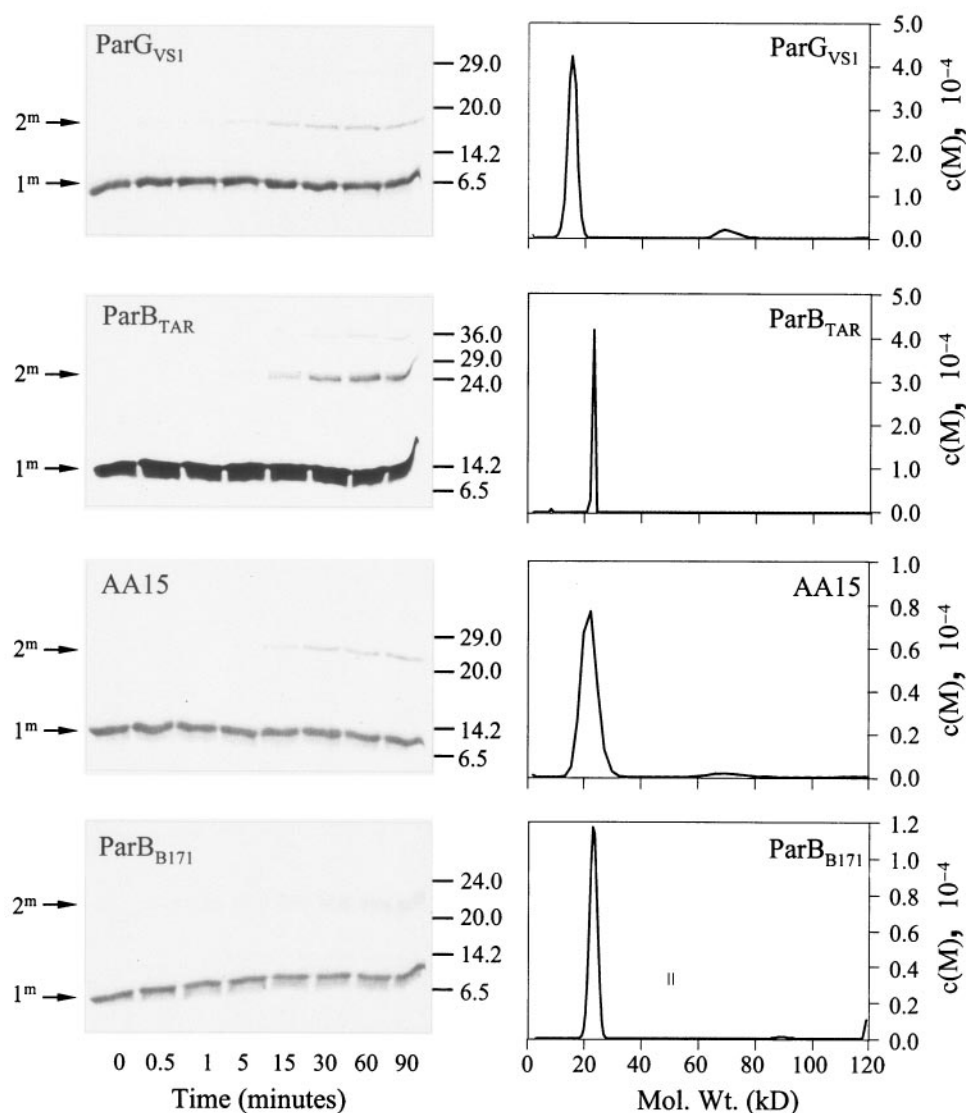 ParG_VS1
29.0
20.0
2^m
14.2
1^m
6.5
ParG_VS1
5.0
4.0
3.0
2.0
1.0
0.0
c(M), 10^−4
ParB_TAR
36.0
29.0
2^m
24.0
1^m
14.2
6.5
ParB_TAR
5.0
4.0
3.0
2.0
1.0
0.0
c(M), 10^−4
AA15
29.0
2^m
20.0
1^m
14.2
6.5
AA15
1.0
0.8
0.6
0.4
0.2
0.0
c(M), 10^−4
ParB_B171
24.0
2^m
20.0
14.2
1^m
6.5
0 0.5 1 5 15 30 60 90
Time (minutes)
ParB_B171
1.2
1.0
0.8
0.6
0.4
0.2
0.0
c(M), 10^−4
0 20 40 60 80 100 120
Mol. Wt. (kD)